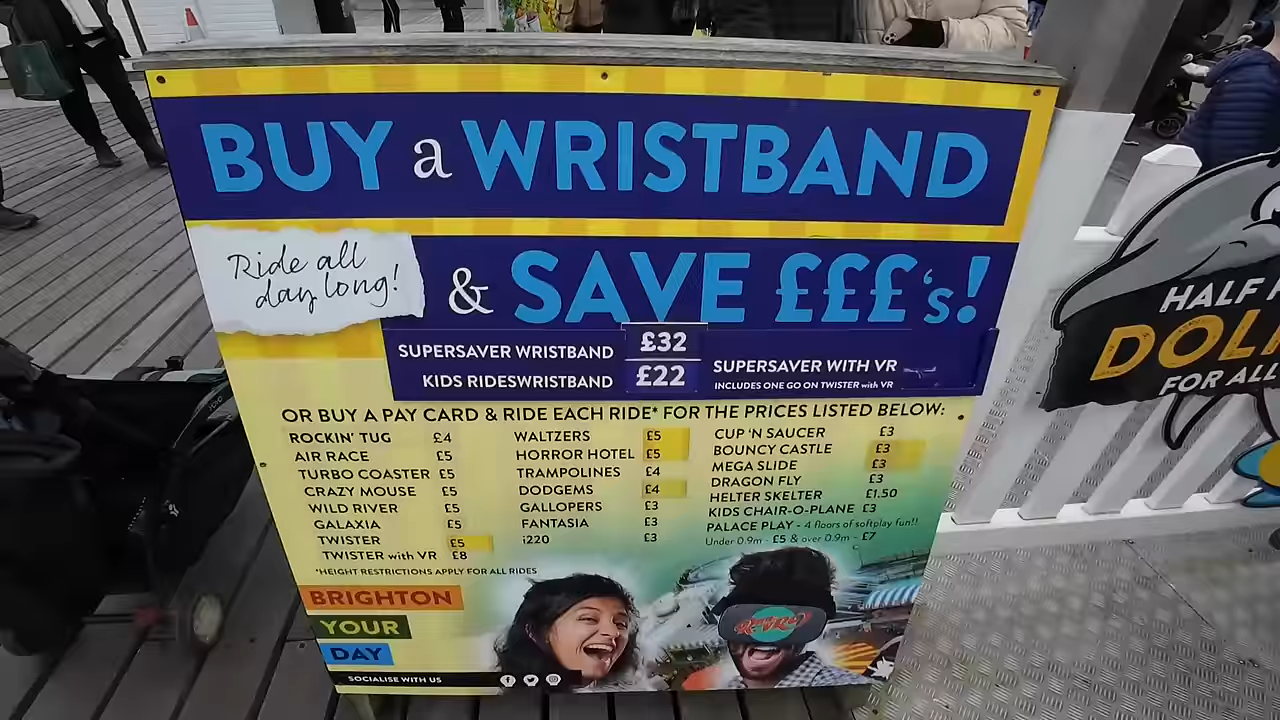 BUY a WRISTBAND
Ride all
day long!
& SAVE £££'s!
SUPERSAVER WRISTBAND £32
KIDS RIDESWRISTBAND £22
SUPERSAVER WITH VR
INCLUDES ONE GO ON TWISTER with VR
OR BUY A PAY CARD & RIDE EACH RIDE* FOR THE PRICES LISTED BELOW:
ROCKIN' TUG £4
AIR RACE £5
TURBO COASTER £5
CRAZY MOUSE £5
WILD RIVER £5
GALAXIA £5
TWISTER £5
TWISTER with VR £8
*HEIGHT RESTRICTIONS APPLY FOR ALL RIDES
WALTZERS £5
HORROR HOTEL £5
TRAMPOLINES £4
DODGEMS £4
GALLOPERS £3
FANTASIA £3
i220 £3
CUP 'N SAUCER £3
BOUNCY CASTLE £3
MEGA SLIDE £3
DRAGON FLY £3
HELTER SKELTER £1.50
KIDS CHAIR-O-PLANE £3
PALACE PLAY - 4 floors of softplay fun!!
Under 0.9m - £5 & over 0.9m - £7
BRIGHTON
YOUR
DAY
SOCIALISE WITH US
HALF
FOR ALL